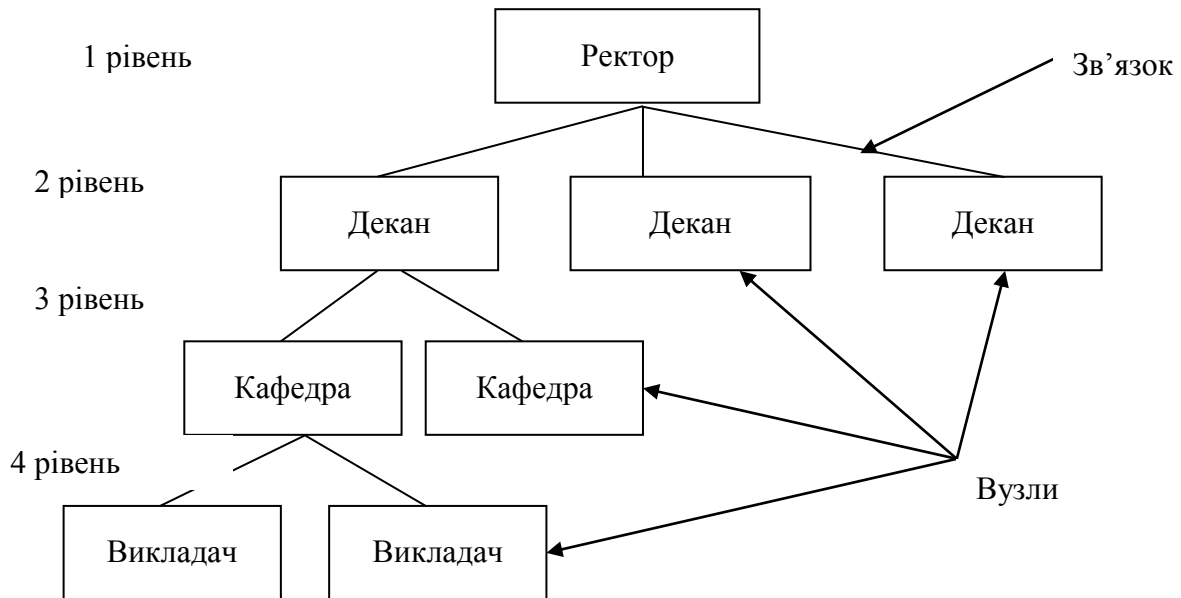 1 рівень
Ректор
Зв’язок
2 рівень
Декан
Декан
Декан
3 рівень
Кафедра
Кафедра
4 рівень
Вузли
Викладач
Викладач